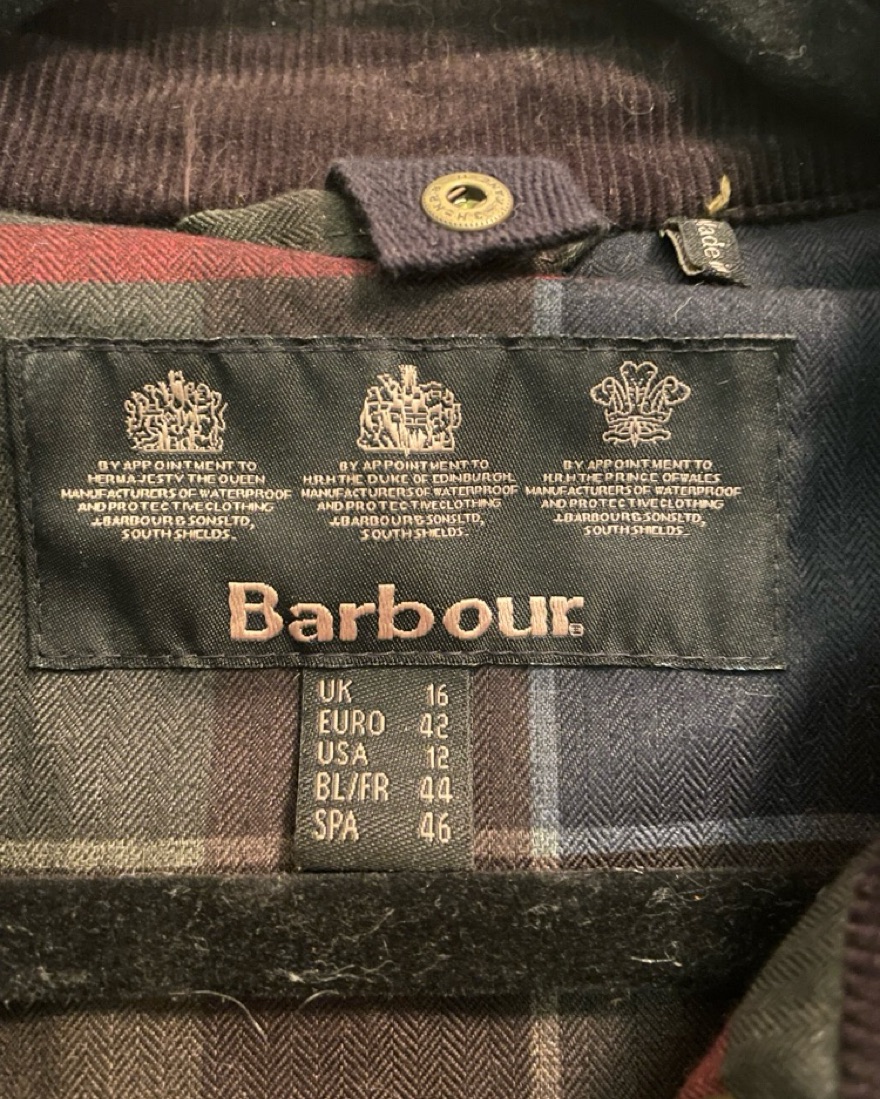 Made
BY APPOINTMENT TO
HER MAJESTY THE QUEEN
MANUFACTURERS OF WATERPROOF
AND PROTECTIVE CLOTHING
J.BARBOUR & SONS LTD,
SOUTH SHIELDS.
BY APPOINTMENT TO
H.R.H THE DUKE OF EDINBURGH,
MANUFACTURERS OF WATERPROOF
AND PROTECTIVE CLOTHING
J.BARBOUR & SONS LTD,
SOUTH SHIELDS.
BY APPOINTMENT TO
H.R.H THE PRINCE OF WALES
MANUFACTURERS OF WATERPROOF
AND PROTECTIVE CLOTHING
J.BARBOUR & SONS LTD,
SOUTH SHIELDS.
Barbour®
UK 16
EURO 42
USA 12
BL/FR 44
SPA 46